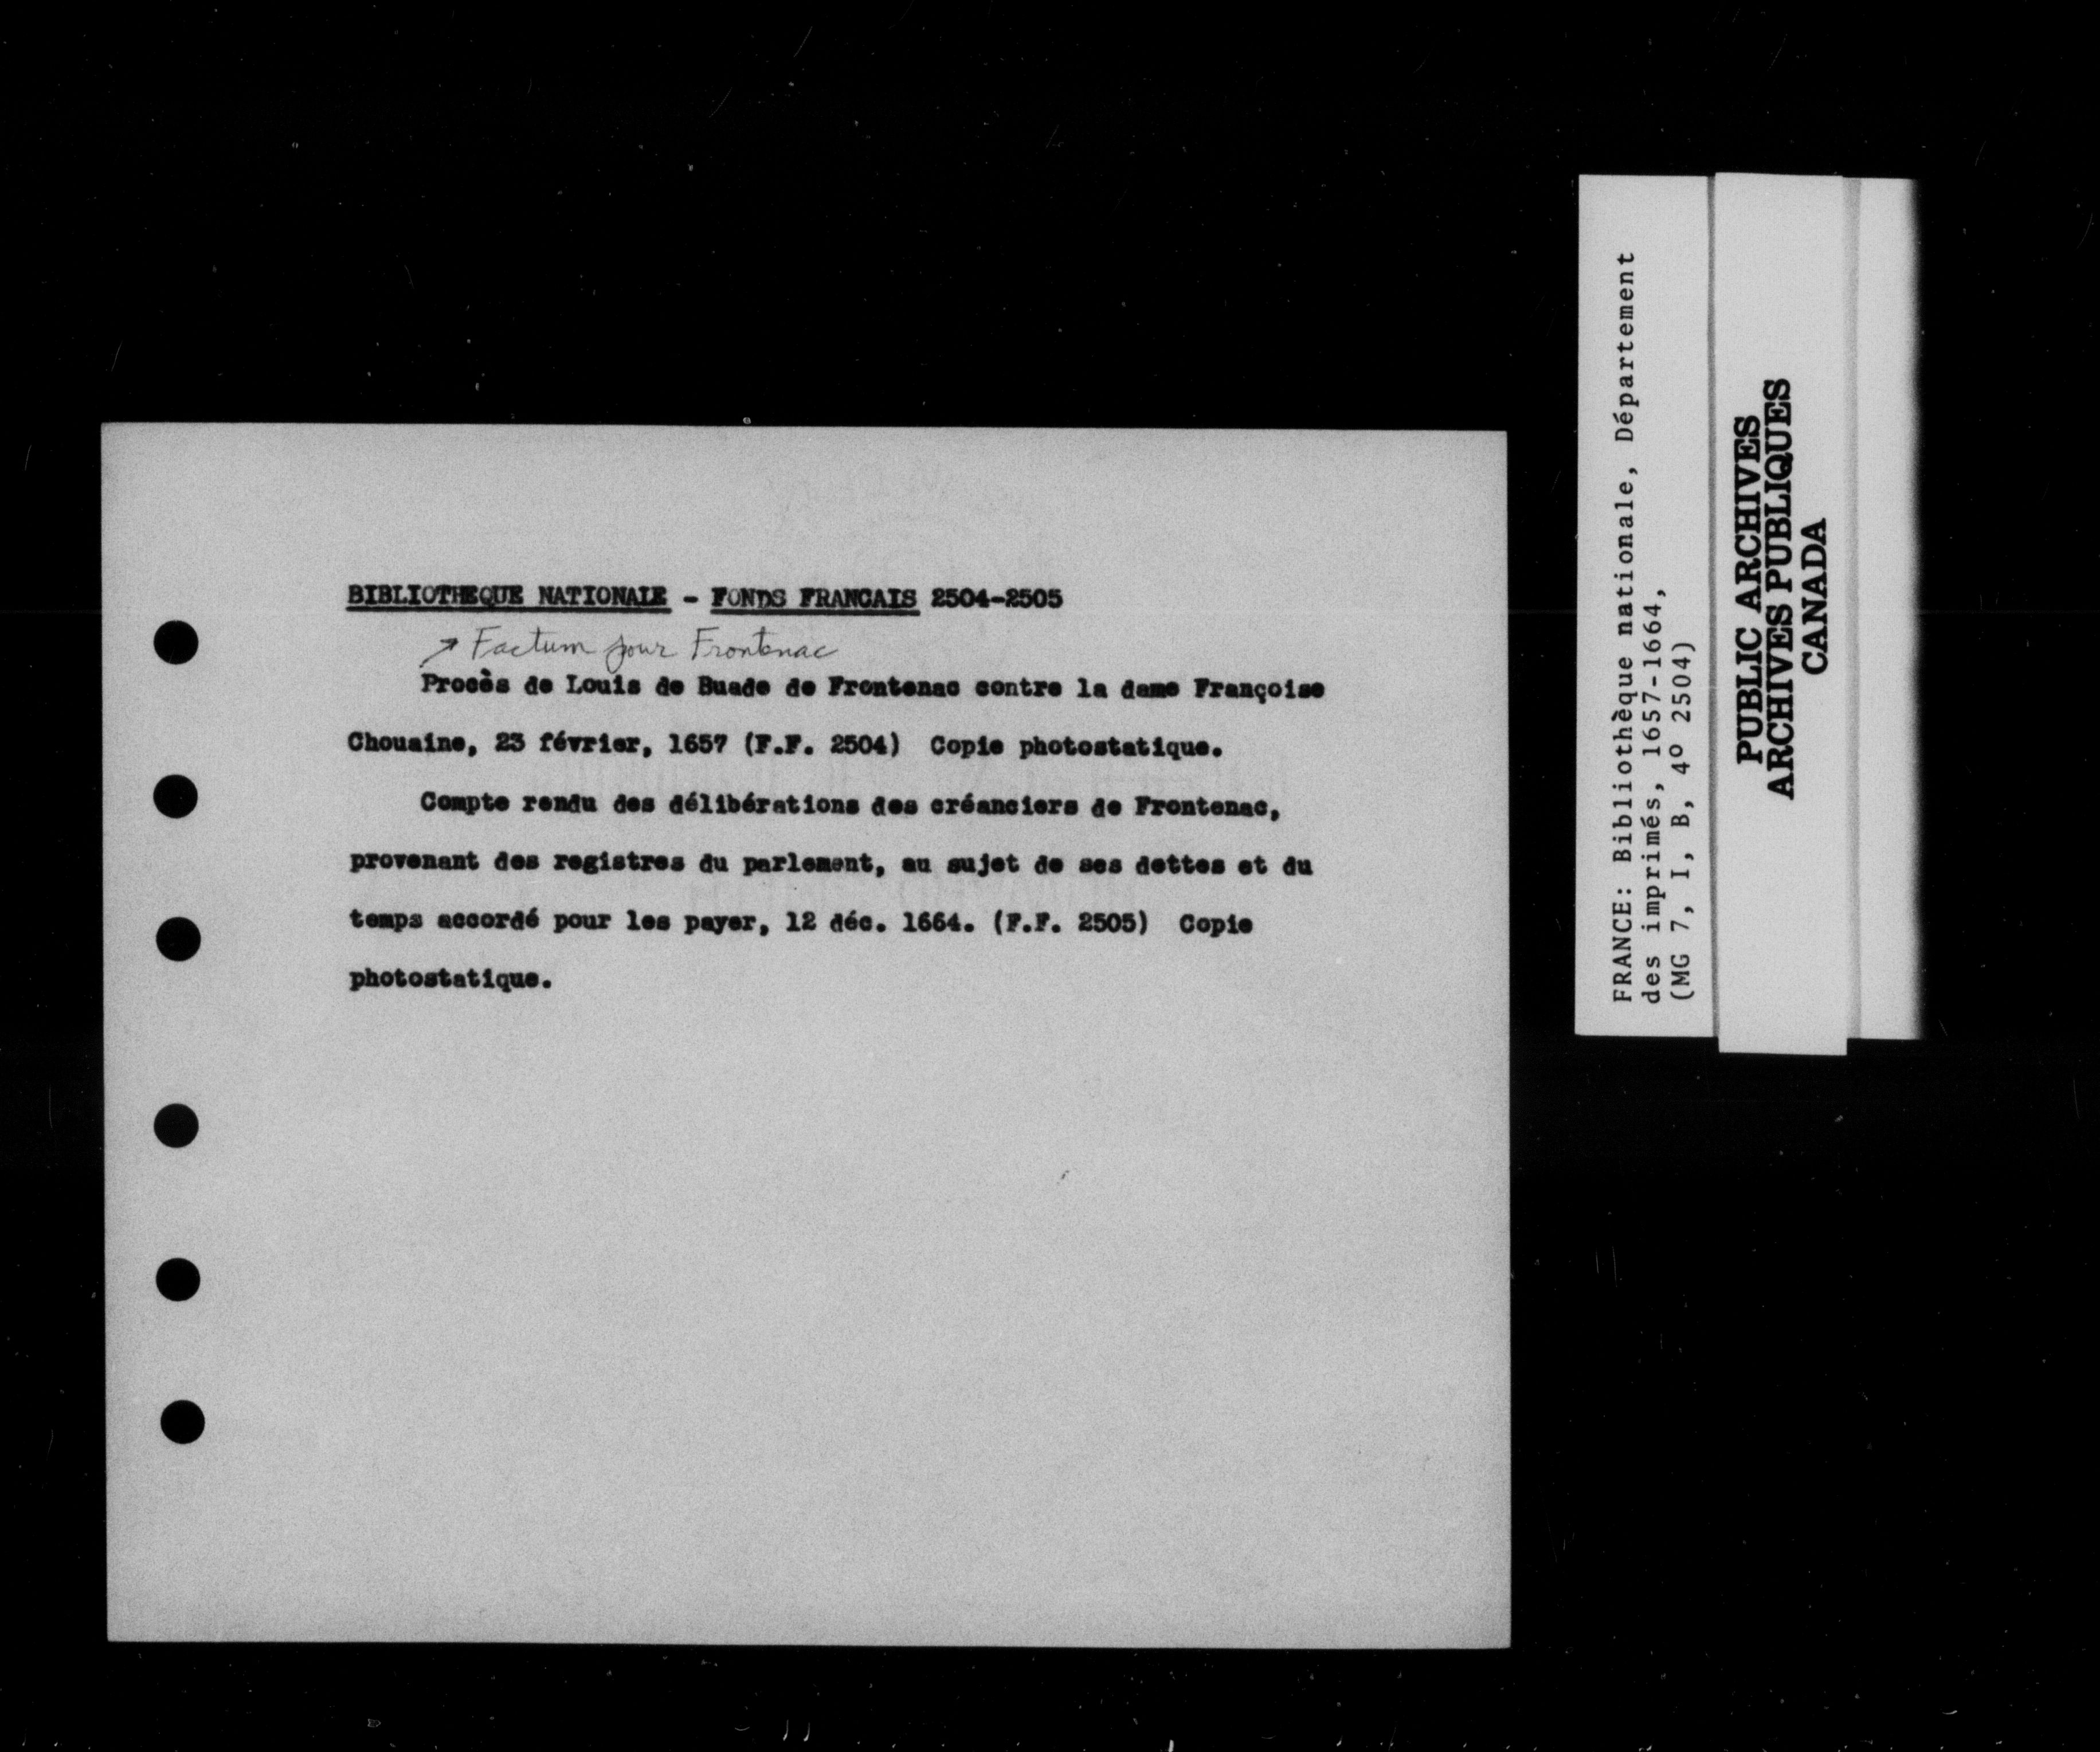 BIBLIOTHEQUE NATIONALE - FONDS FRANCAIS 2504-2505
↗ Factum pour Frontenac
Procès de Louis de Buade de Frontenac contre la dame Françoise
Chouaine, 23 février, 1657 (F.F. 2504) Copie photostatique.
Compte rendu des délibérations des créanciers de Frontenac,
provenant des registres du parlement, au sujet de ses dettes et du
temps accordé pour les payer, 12 déc. 1664. (F.F. 2505) Copie
photostatique.
FRANCE: Bibliothèque nationale, Département
des imprimés, 1657-1664,
(MG 7, I, B, 4o 2504)
PUBLIC ARCHIVES
ARCHIVES PUBLIQUES
CANADA